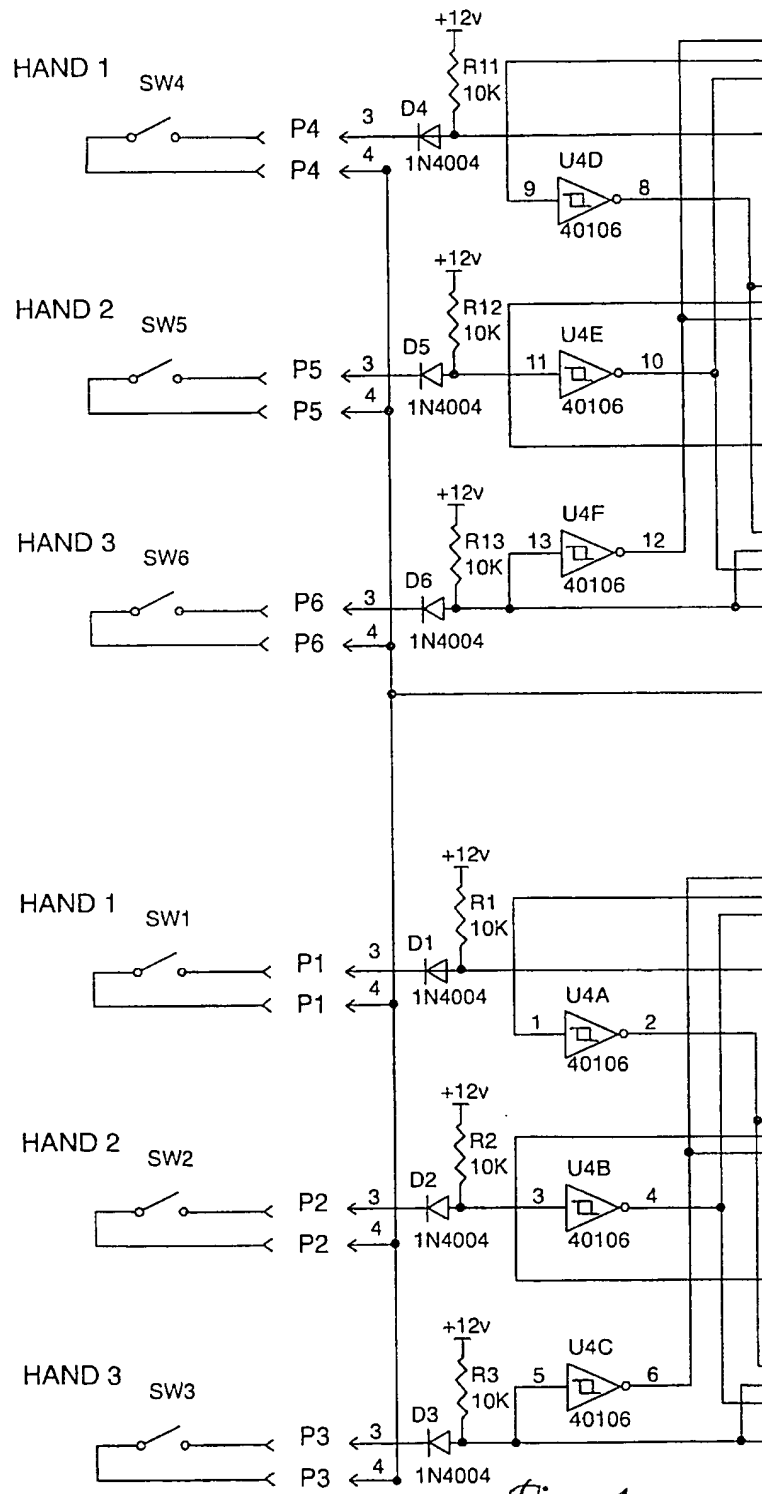 +12v
HAND 1
SW4
R11
10K
D4
3
P4
4
P4
1N4004
U4D
9
8
40106
+12v
HAND 2
SW5
R12
10K
D5
3
P5
4
P5
1N4004
U4E
11
10
40106
+12v
HAND 3
SW6
R13
10K
D6
3
P6
4
P6
1N4004
U4F
13
12
40106
+12v
HAND 1
SW1
R1
10K
D1
3
P1
4
P1
1N4004
U4A
1
2
40106
+12v
HAND 2
SW2
R2
10K
D2
3
P2
4
P2
1N4004
U4B
3
4
40106
+12v
HAND 3
SW3
R3
10K
D3
3
P3
4
P3
1N4004
U4C
5
6
40106